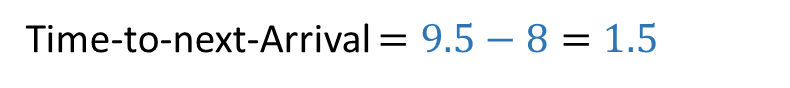 Time-to-next-Arrival = 9.5 − 8 = 1.5